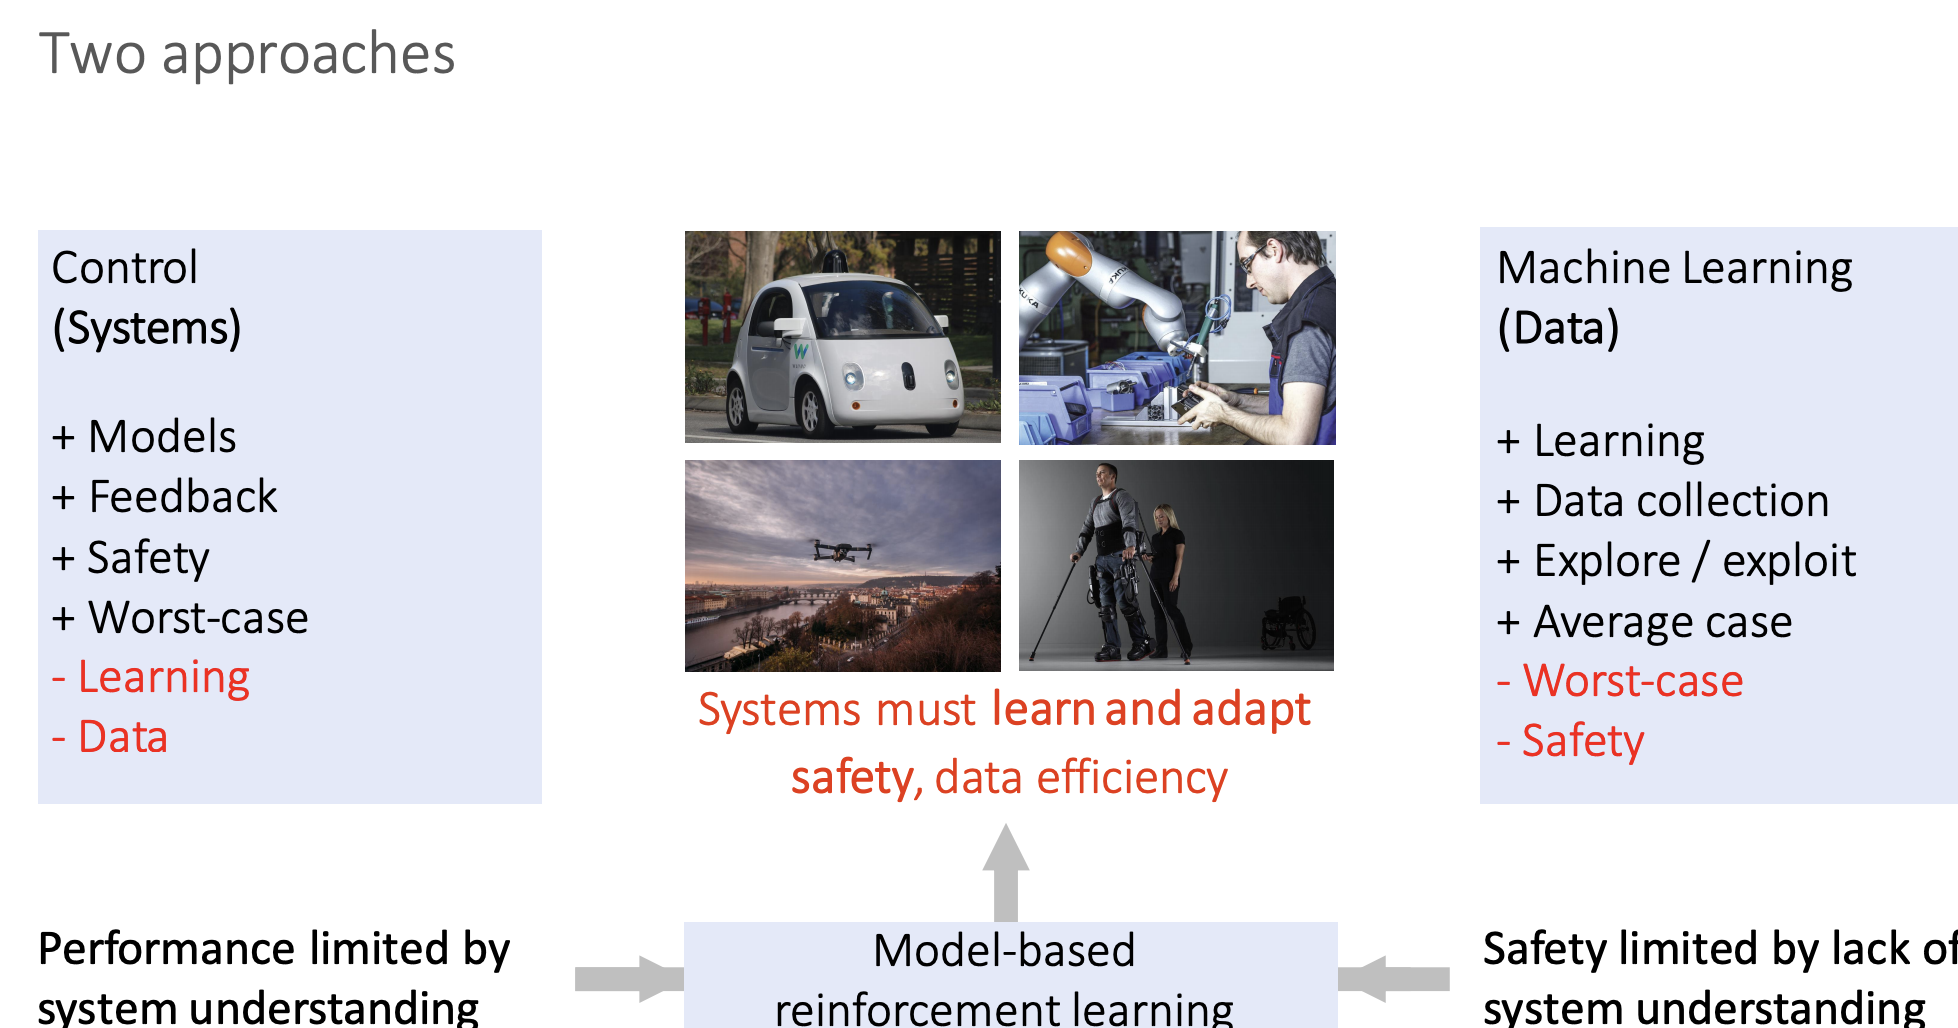 Two approaches
Control
(Systems)
+ Models
+ Feedback
+ Safety
+ Worst-case
- Learning
- Data
KUKA
KUKA
W
Systems must learn and adapt
safety, data efficiency
Machine Learning
(Data)
+ Learning
+ Data collection
+ Explore / exploit
+ Average case
- Worst-case
- Safety
Performance limited by
system understanding
Model-based
reinforcement learning
Safety limited by lack of
system understanding